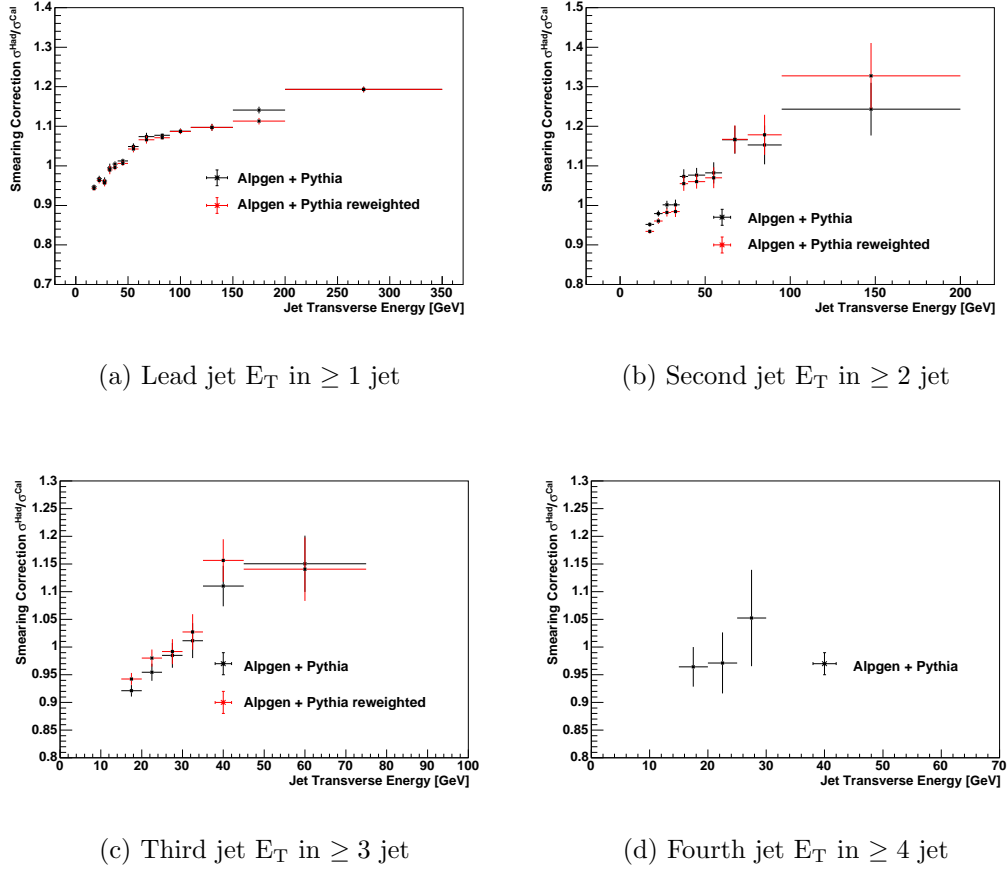 Smearing Correction σHad/σCal
1.4
1.3
1.2
1.1
1
0.9
0.8
0.7
Alpgen + Pythia
Alpgen + Pythia reweighted
0 50 100 150 200 250 300 350
Jet Transverse Energy [GeV]
(a) Lead jet ET in ≥ 1 jet
Smearing Correction σHad/σCal
1.5
1.4
1.3
1.2
1.1
1
0.9
0.8
Alpgen + Pythia
Alpgen + Pythia reweighted
0 50 100 150 200
Jet Transverse Energy [GeV]
(b) Second jet ET in ≥ 2 jet
Smearing Correction σHad/σCal
1.3
1.25
1.2
1.15
1.1
1.05
1
0.95
0.9
0.85
0.8
Alpgen + Pythia
Alpgen + Pythia reweighted
0 10 20 30 40 50 60 70 80 90 100
Jet Transverse Energy [GeV]
(c) Third jet ET in ≥ 3 jet
Smearing Correction σHad/σCal
1.3
1.25
1.2
1.15
1.1
1.05
1
0.95
0.9
0.85
0.8
Alpgen + Pythia
0 10 20 30 40 50 60 70
Jet Transverse Energy [GeV]
(d) Fourth jet ET in ≥ 4 jet